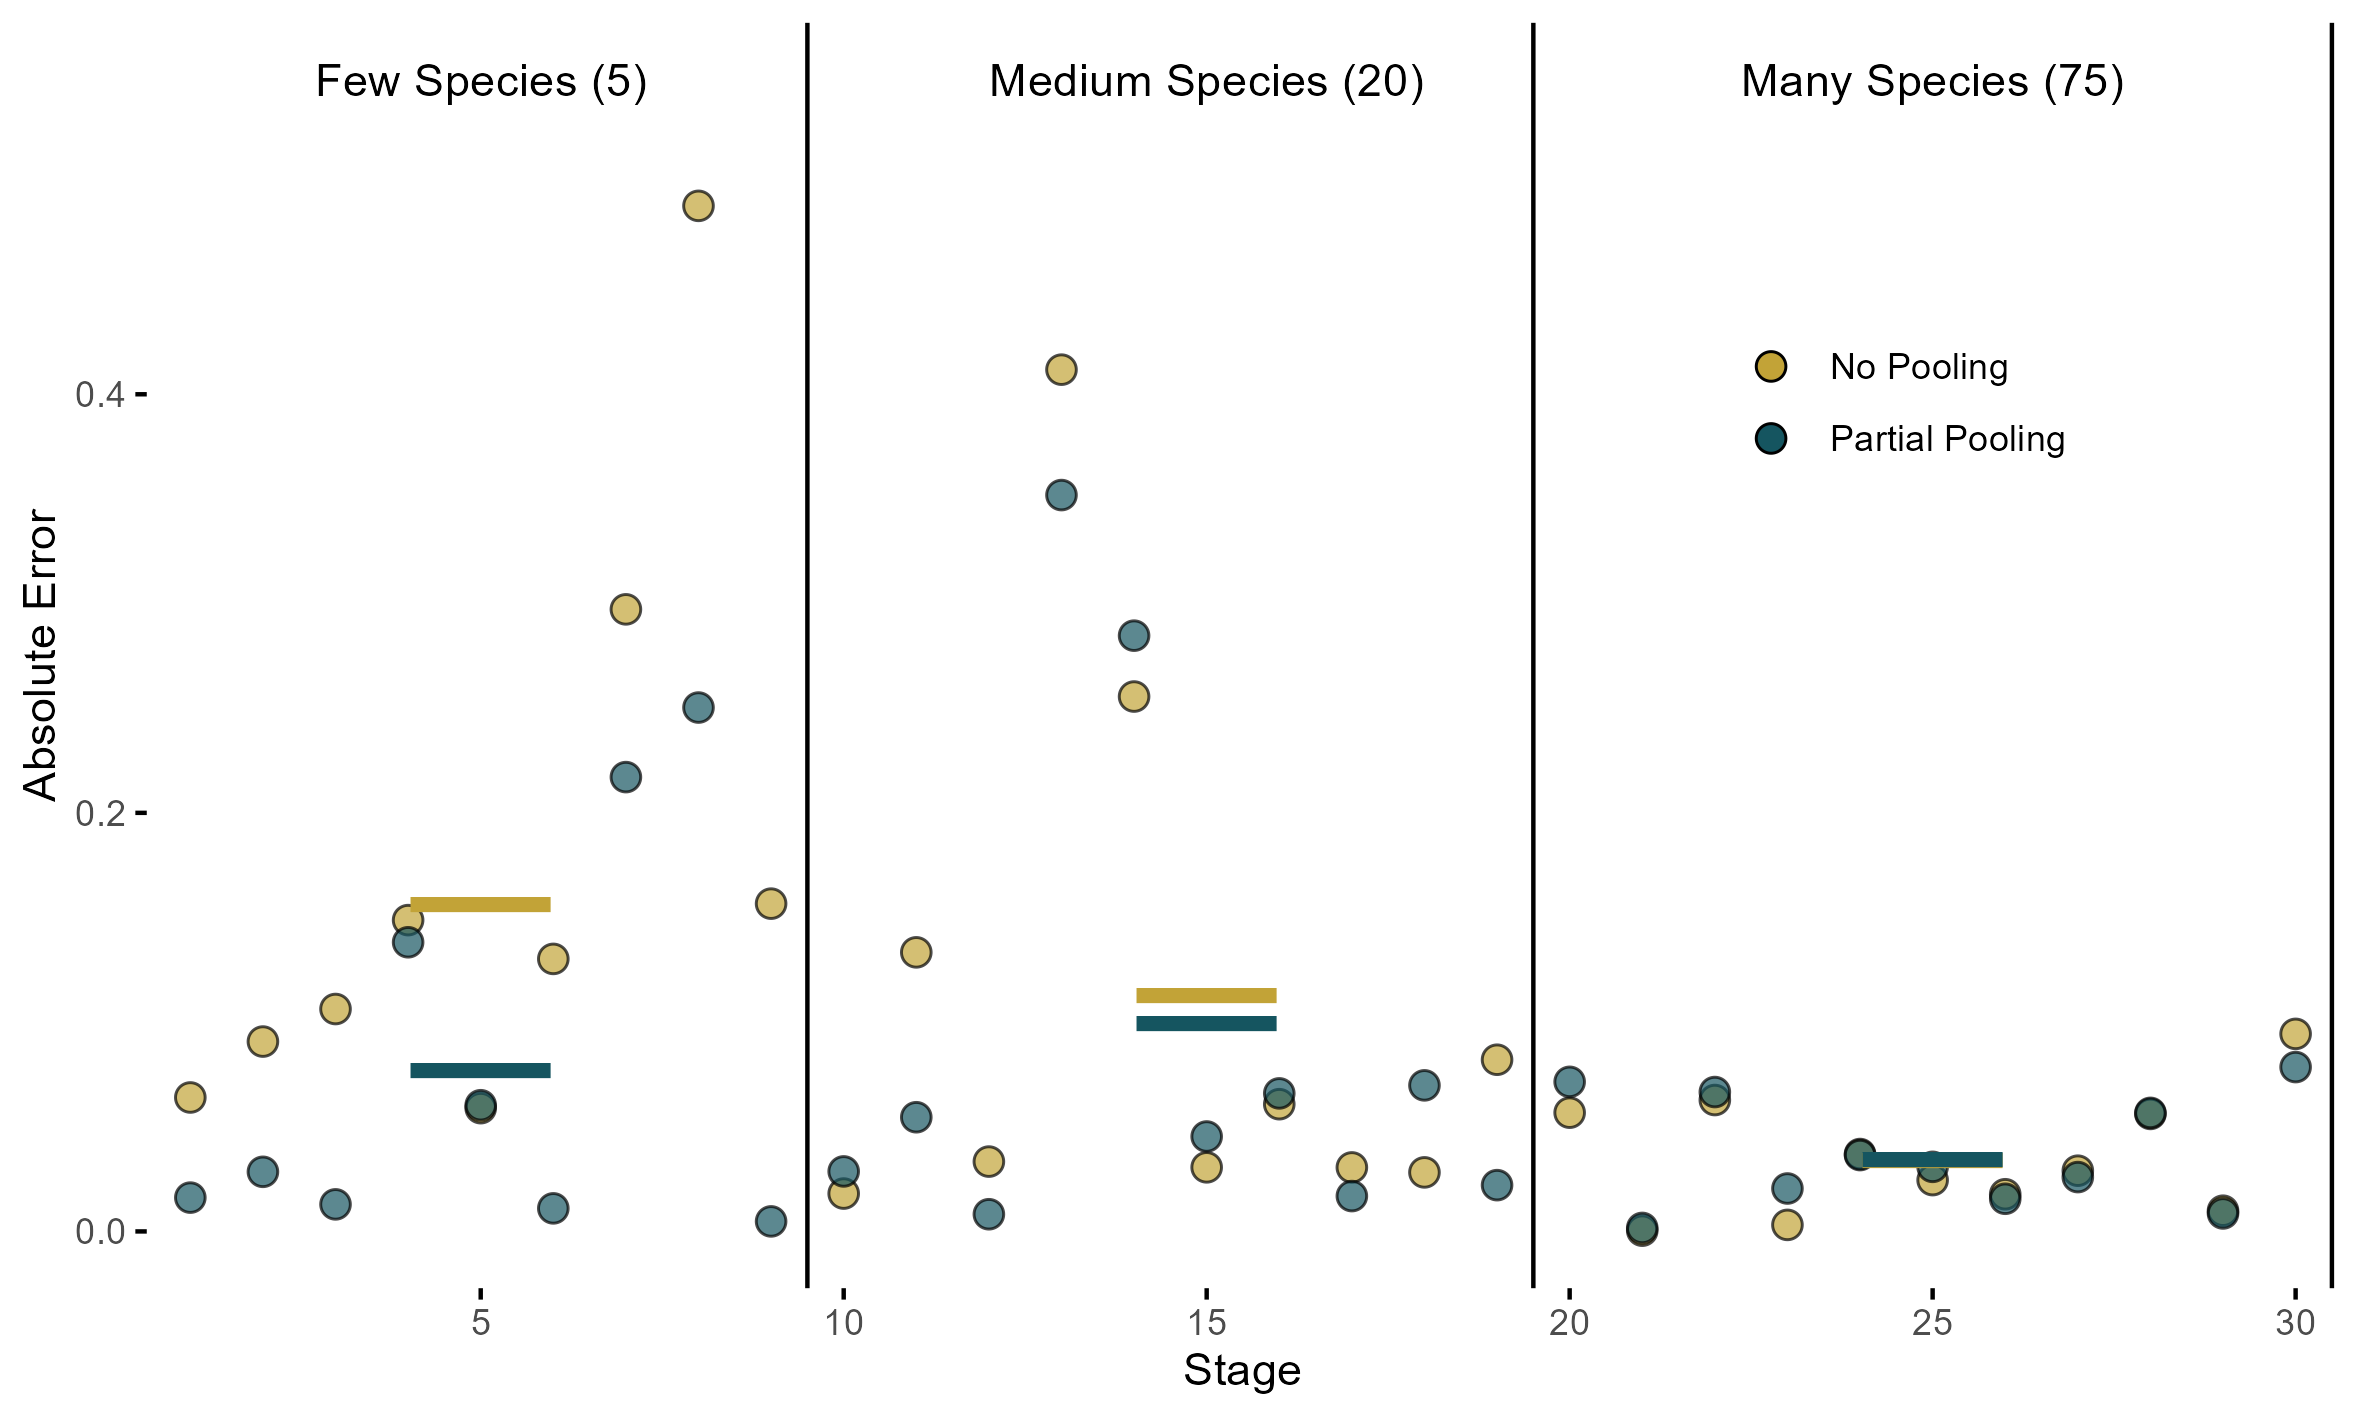 Few Species (5)
Medium Species (20)
Many Species (75)
No Pooling
Partial Pooling
Absolute Error
0.4
0.2
0.0
5
10
15
20
25
30
Stage